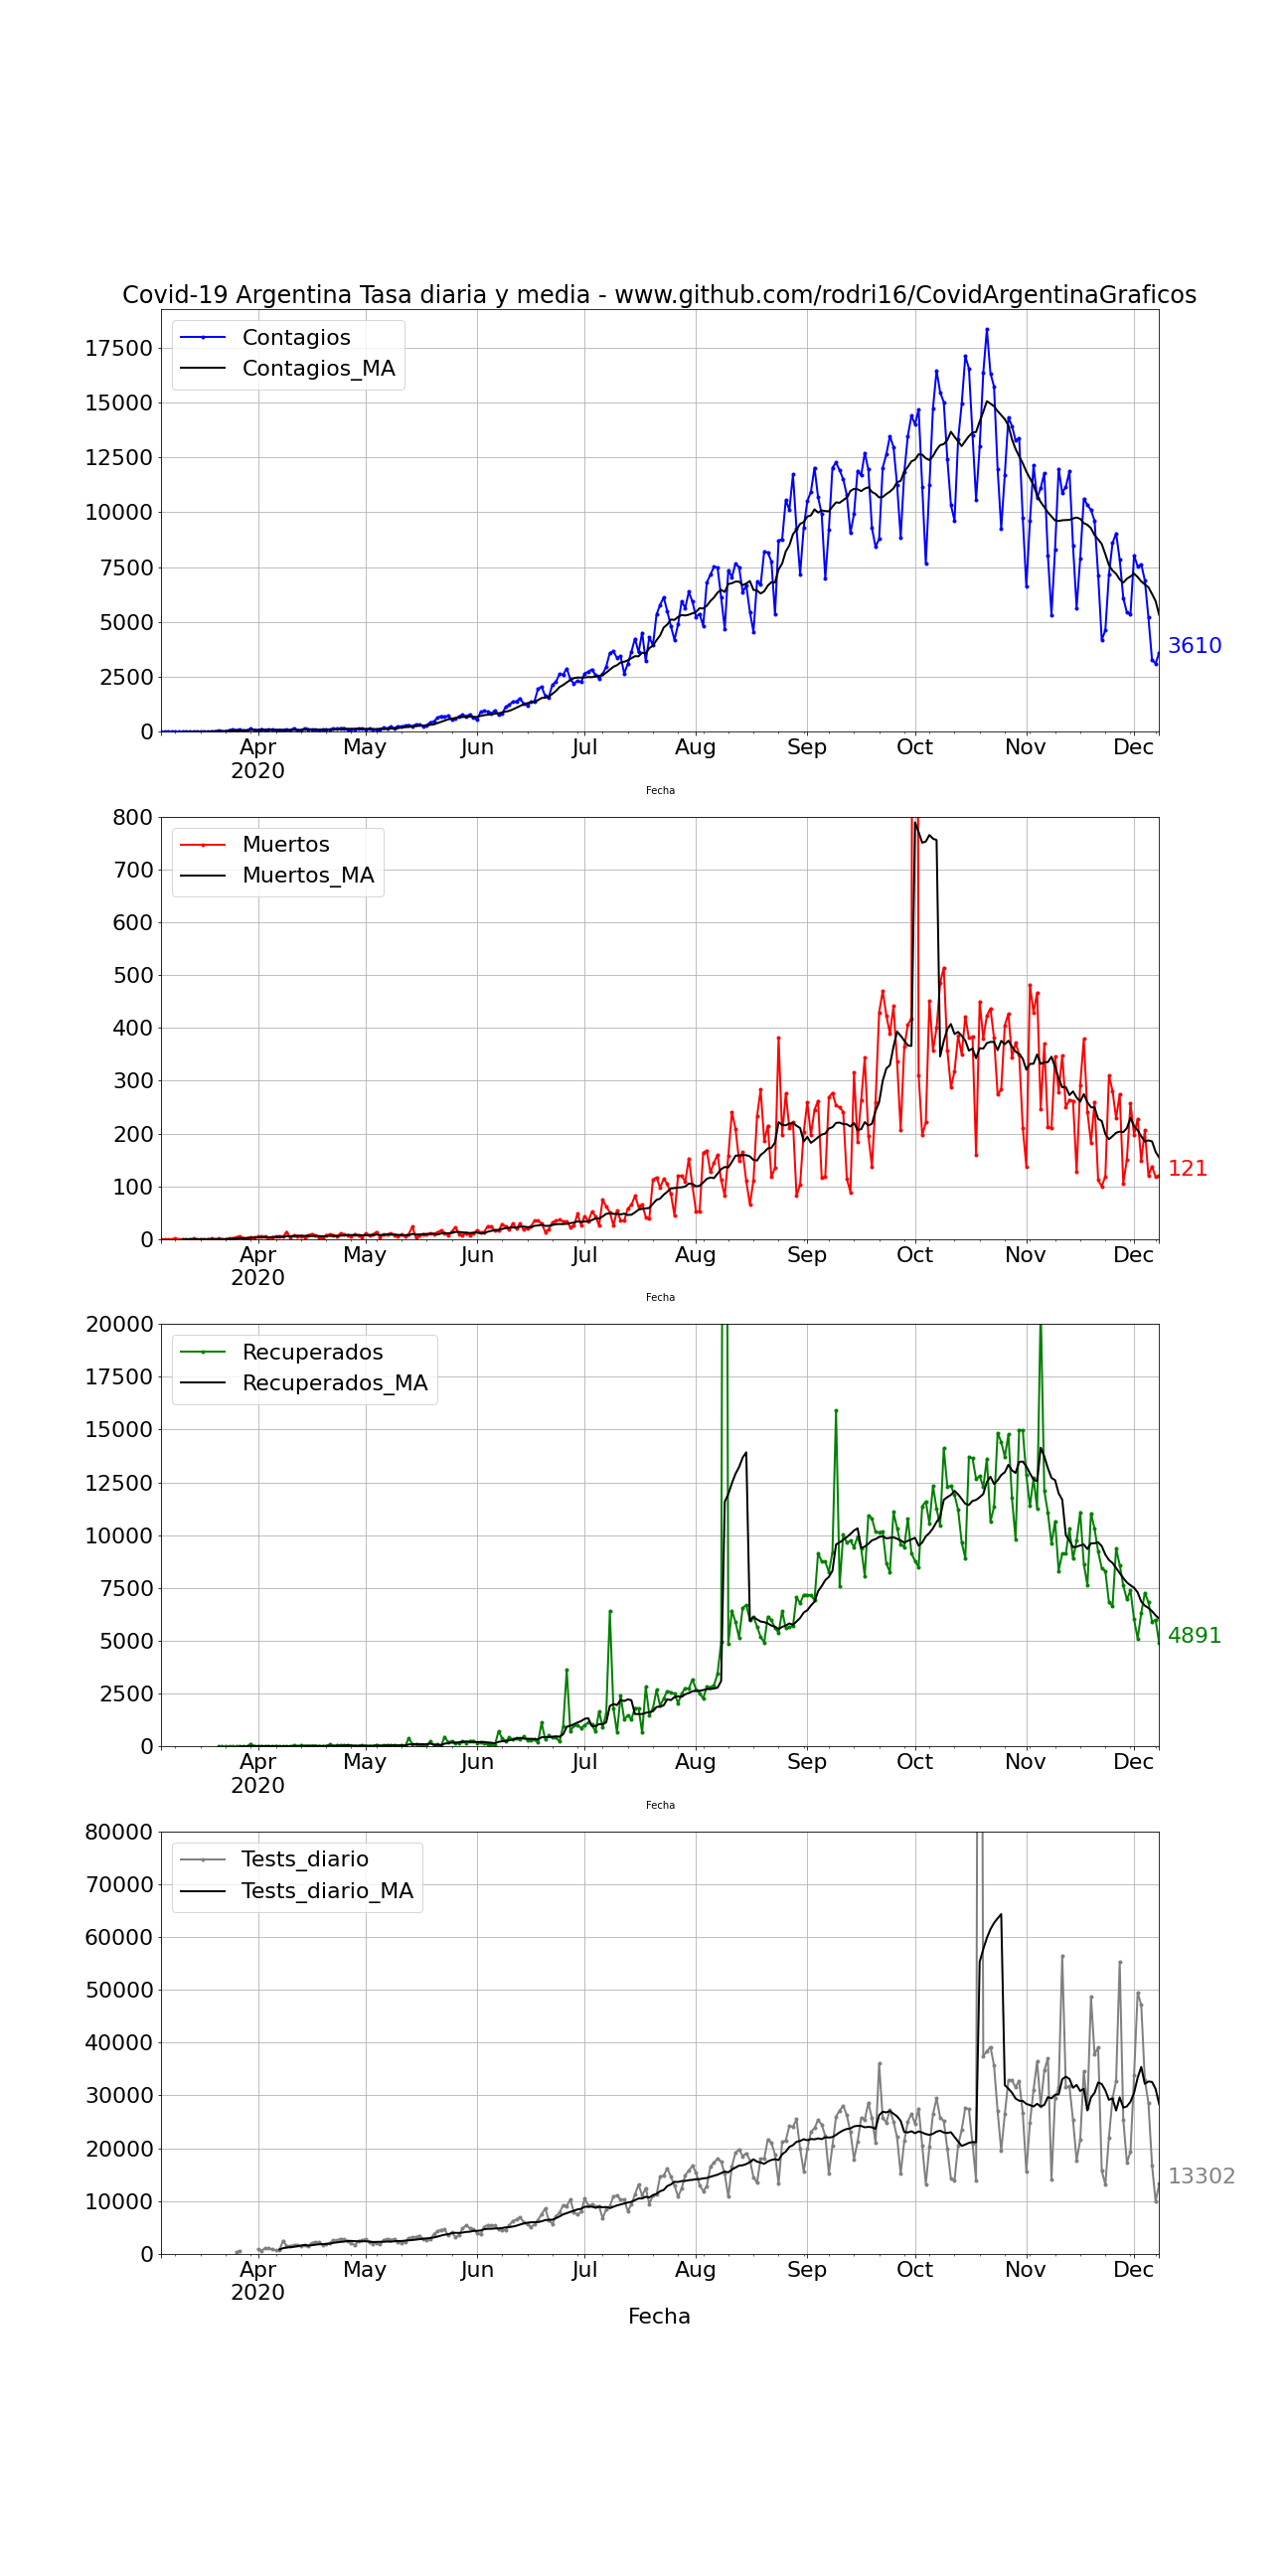 Covid-19 Argentina Tasa diaria y media - www.github.com/rodri16/CovidArgentinaGraficos
Contagios
Contagios_MA
17500
15000
12500
10000
7500
5000
2500
0
3610
Apr May Jun Jul Aug Sep Oct Nov Dec
2020
Fecha
Muertos
Muertos_MA
800
700
600
500
400
300
200
100
0
121
Apr May Jun Jul Aug Sep Oct Nov Dec
2020
Fecha
Recuperados
Recuperados_MA
20000
17500
15000
12500
10000
7500
5000
2500
0
4891
Apr May Jun Jul Aug Sep Oct Nov Dec
2020
Fecha
Tests_diario
Tests_diario_MA
80000
70000
60000
50000
40000
30000
20000
10000
0
13302
Apr May Jun Jul Aug Sep Oct Nov Dec
2020
Fecha